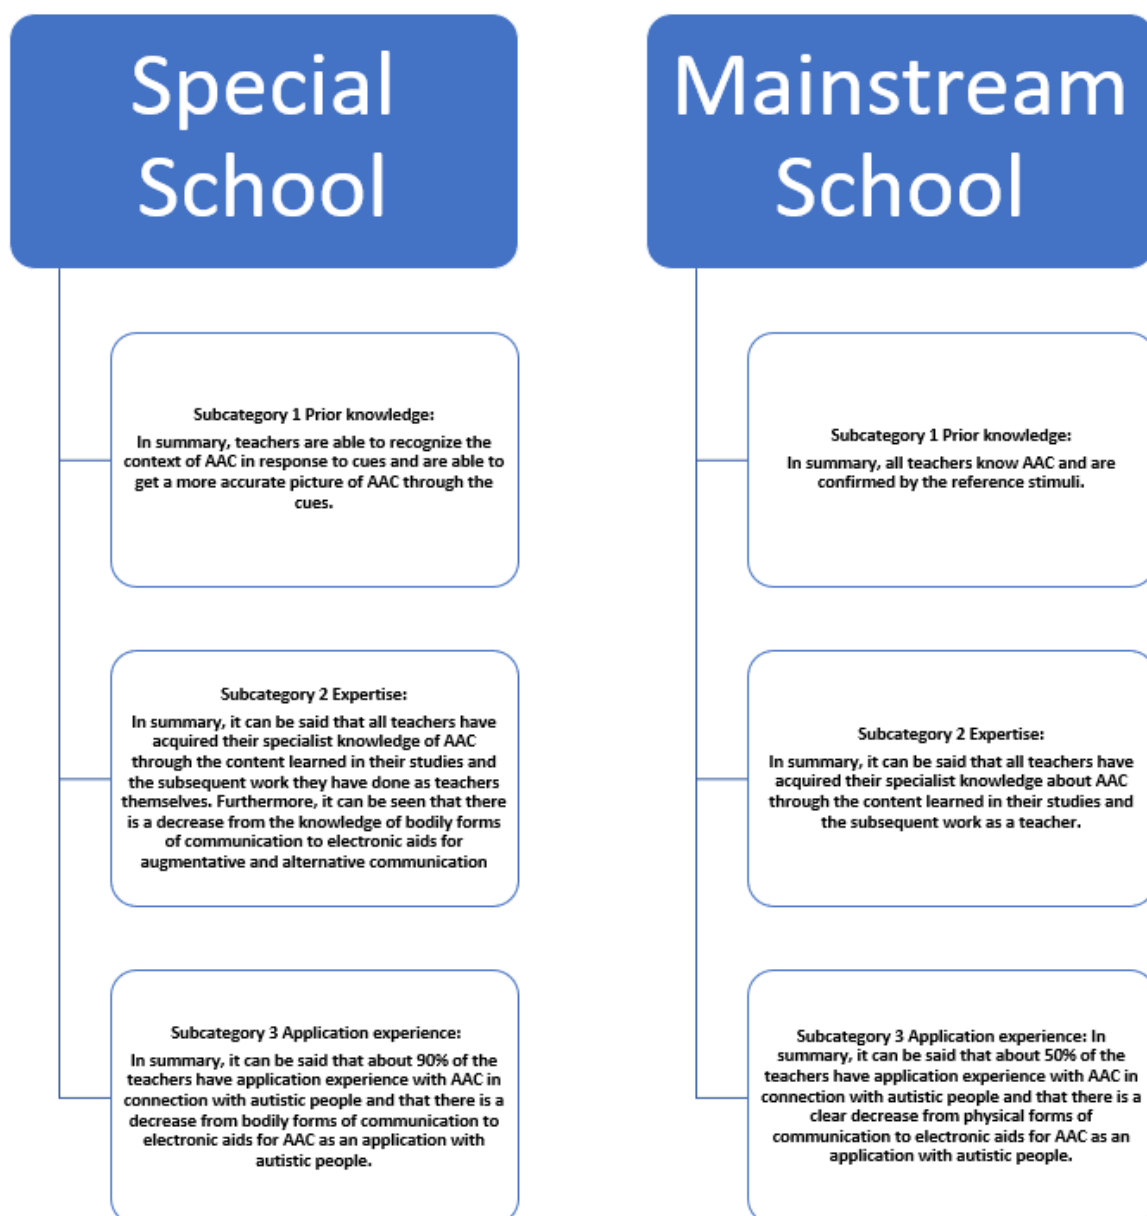 Special
School
Subcategory 1 Prior knowledge:
In summary, teachers are able to recognize the
context of AAC in response to cues and are able to
get a more accurate picture of AAC through the
cues.
Subcategory 2 Expertise:
In summary, it can be said that all teachers have
acquired their specialist knowledge of AAC
through the content learned in their studies and
the subsequent work they have done as teachers
themselves. Furthermore, it can be seen that there
is a decrease from the knowledge of bodily forms
of communication to electronic aids for
augmentative and alternative communication
Subcategory 3 Application experience:
In summary, it can be said that about 90% of the
teachers have application experience with AAC in
connection with autistic people and that there is a
decrease from bodily forms of communication to
electronic aids for AAC as an application with
autistic people.
Mainstream
School
Subcategory 1 Prior knowledge:
In summary, all teachers know AAC and are
confirmed by the reference stimuli.
Subcategory 2 Expertise:
In summary, it can be said that all teachers have
acquired their specialist knowledge about AAC
through the content learned in their studies and
the subsequent work as a teacher.
Subcategory 3 Application experience: In
summary, it can be said that about 50% of the
teachers have application experience with AAC in
connection with autistic people and that there is a
clear decrease from physical forms of
communication to electronic aids for AAC as an
application with autistic people.